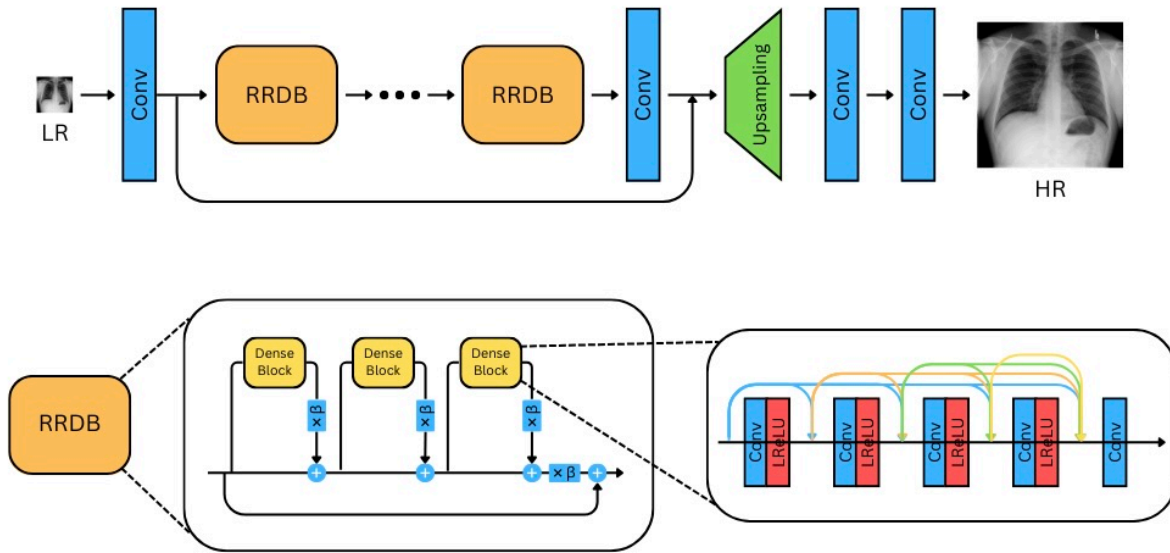 LR
Conv
RRDB
RRDB
Conv
Upsampling
Conv
Conv
HR
RRDB
Dense
Block
× β
Dense
Block
× β
Dense
Block
× β
+
+
+
× β
+
Conv
LReLU
Conv
LReLU
Conv
LReLU
Conv
LReLU
Conv